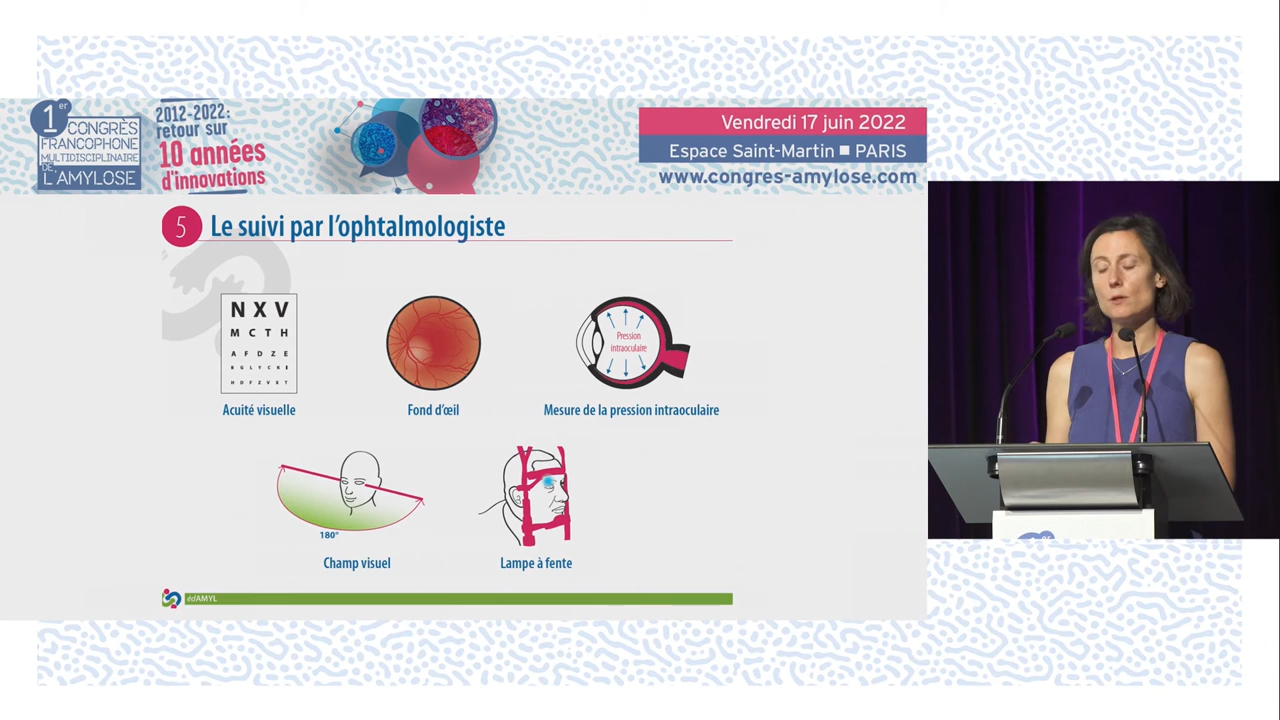 1er
CONGRÈS
FRANCOPHONE
MULTIDISCIPLINAIRE
DE
L'AMYLOSE
2012-2022:
retour sur
10 années
d'innovations
Vendredi 17 juin 2022
Espace Saint-Martin ■ PARIS
www.congres-amylose.com
5 Le suivi par l'ophtalmologiste
N X V
M C T H
A F D Z E
H D F Z V X T
Pression
intraoculaire
Acuité visuelle
Fond d'œil
Mesure de la pression intraoculaire
180°
Champ visuel
Lampe à fente
édAMYL